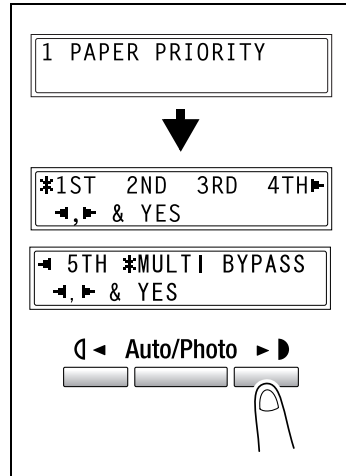 1 PAPER PRIORITY
*1ST 2ND 3RD 4TH►
◄,► & YES
◄ 5TH *MULTI BYPASS
◄,► & YES
◄ Auto/Photo ►